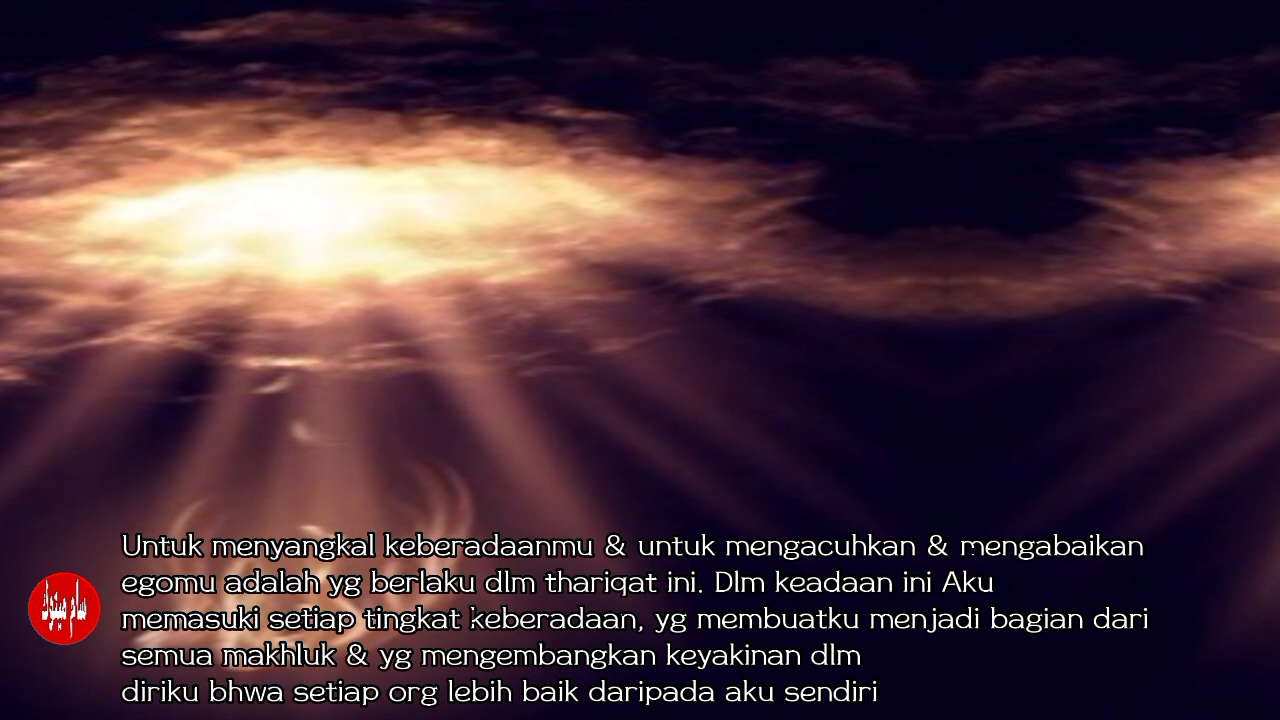 Untuk menyangkal keberadaanmu & untuk mengacuhkan & mengabaikan
egomu adalah yg berlaku dlm thariqat ini. Dlm keadaan ini Aku
memasuki setiap tingkat keberadaan, yg membuatku menjadi bagian dari
semua makhluk & yg mengembangkan keyakinan dlm
diriku bhwa setiap org lebih baik daripada aku sendiri